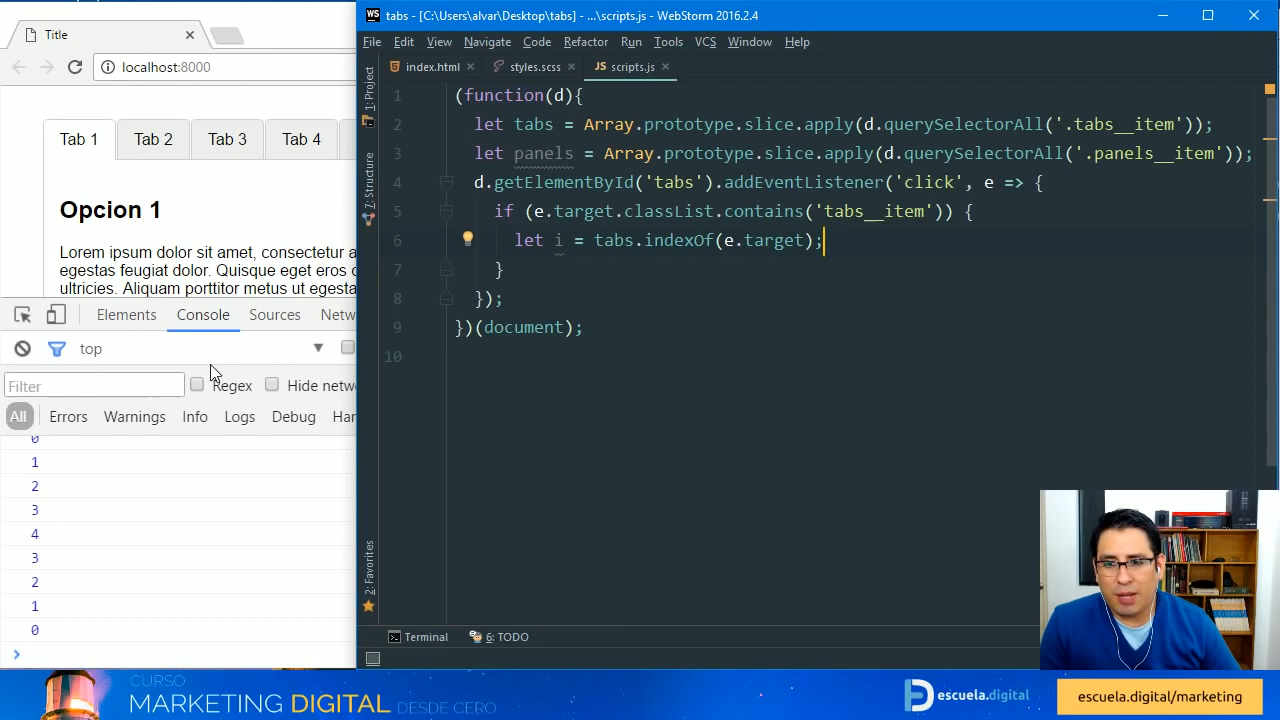 Title
localhost:8000
Tab 1
Tab 2
Tab 3
Tab 4
Opcion 1
Lorem ipsum dolor sit amet, consectetur
egestas feugiat dolor. Quisque eget eros
ultricies. Aliquam porttitor metus ut egesta
Elements
Console
Sources
Netw
top
Filter
Regex
Hide netw
All
Errors
Warnings
Info
Logs
Debug
Han
0
1
2
3
4
3
2
1
0
WS tabs - [C:\Users\alvar\Desktop\tabs] - ...\scripts.js - WebStorm 2016.2.4
File Edit View Navigate Code Refactor Run Tools VCS Window Help
index.html
styles.scss
JS scripts.js
1: Project
7: Structure
2: Favorites
1 (function(d){
2 let tabs = Array.prototype.slice.apply(d.querySelectorAll('.tabs__item'));
3 let panels = Array.prototype.slice.apply(d.querySelectorAll('.panels__item'));
4 d.getElementById('tabs').addEventListener('click', e => {
5 if (e.target.classList.contains('tabs__item')) {
6 let i = tabs.indexOf(e.target);
7 }
8 });
9 })(document);
10
Terminal
6: TODO
CURSO
MARKETING DIGITAL DESDE CERO
escuela.digital
escuela.digital/marketing